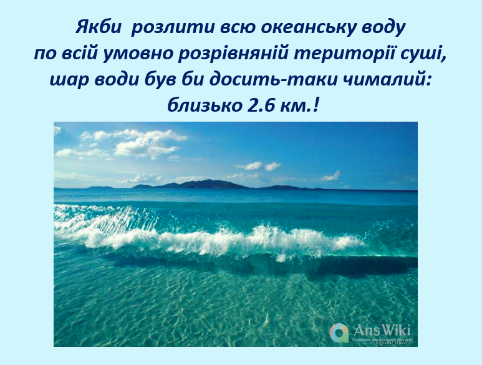 Якби розлити всю океанську воду
по всій умовно розрівняній території суші,
шар води був би досить-таки чималий:
близько 2.6 км.!
AnsWiki